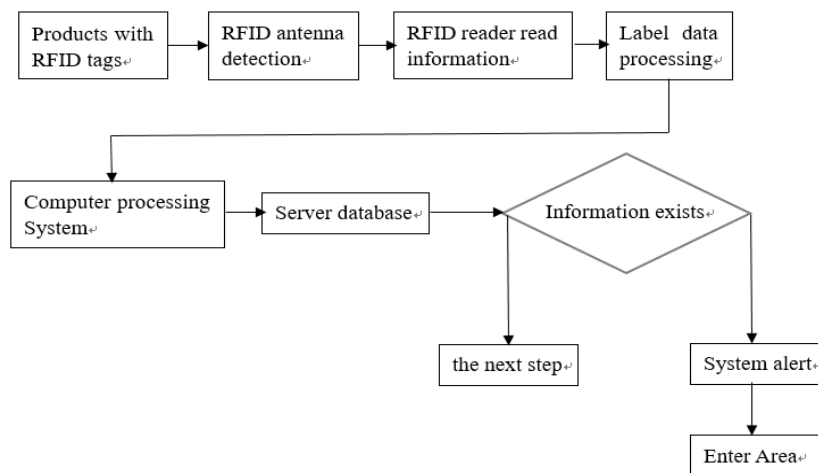 Products with
RFID tags
RFID antenna
detection
RFID reader read
information
Label data
processing
Computer processing
System
Server database
Information exists
the next step
System alert
Enter Area